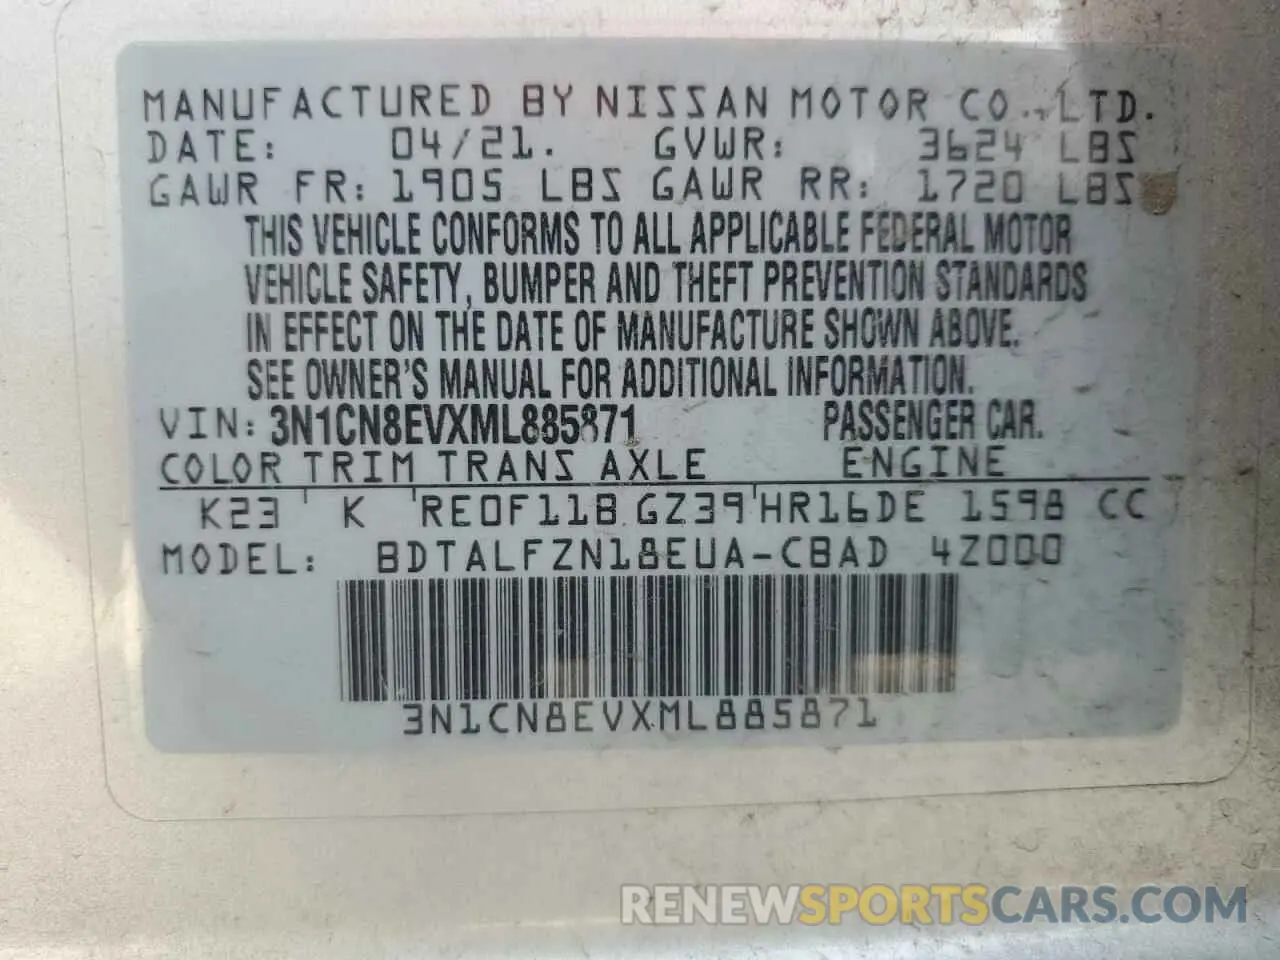 MANUFACTURED BY NISSAN MOTOR CO., LTD.
DATE: 04/21. GVWR: 3624 LBS
GAWR FR: 1905 LBS GAWR RR: 1720 LBS
THIS VEHICLE CONFORMS TO ALL APPLICABLE FEDERAL MOTOR
VEHICLE SAFETY, BUMPER AND THEFT PREVENTION STANDARDS
IN EFFECT ON THE DATE OF MANUFACTURE SHOWN ABOVE.
SEE OWNER'S MANUAL FOR ADDITIONAL INFORMATION.
VIN: 3N1CN8EVXML885871 PASSENGER CAR.
COLOR TRIM TRANS AXLE ENGINE
K23 K RE0F11B GZ39 HR16DE 1598 CC
MODEL: BDTALFZN18EUA-CBAD 4Z000
3N1CN8EVXML885871
RENEWSPORTSCARS.COM